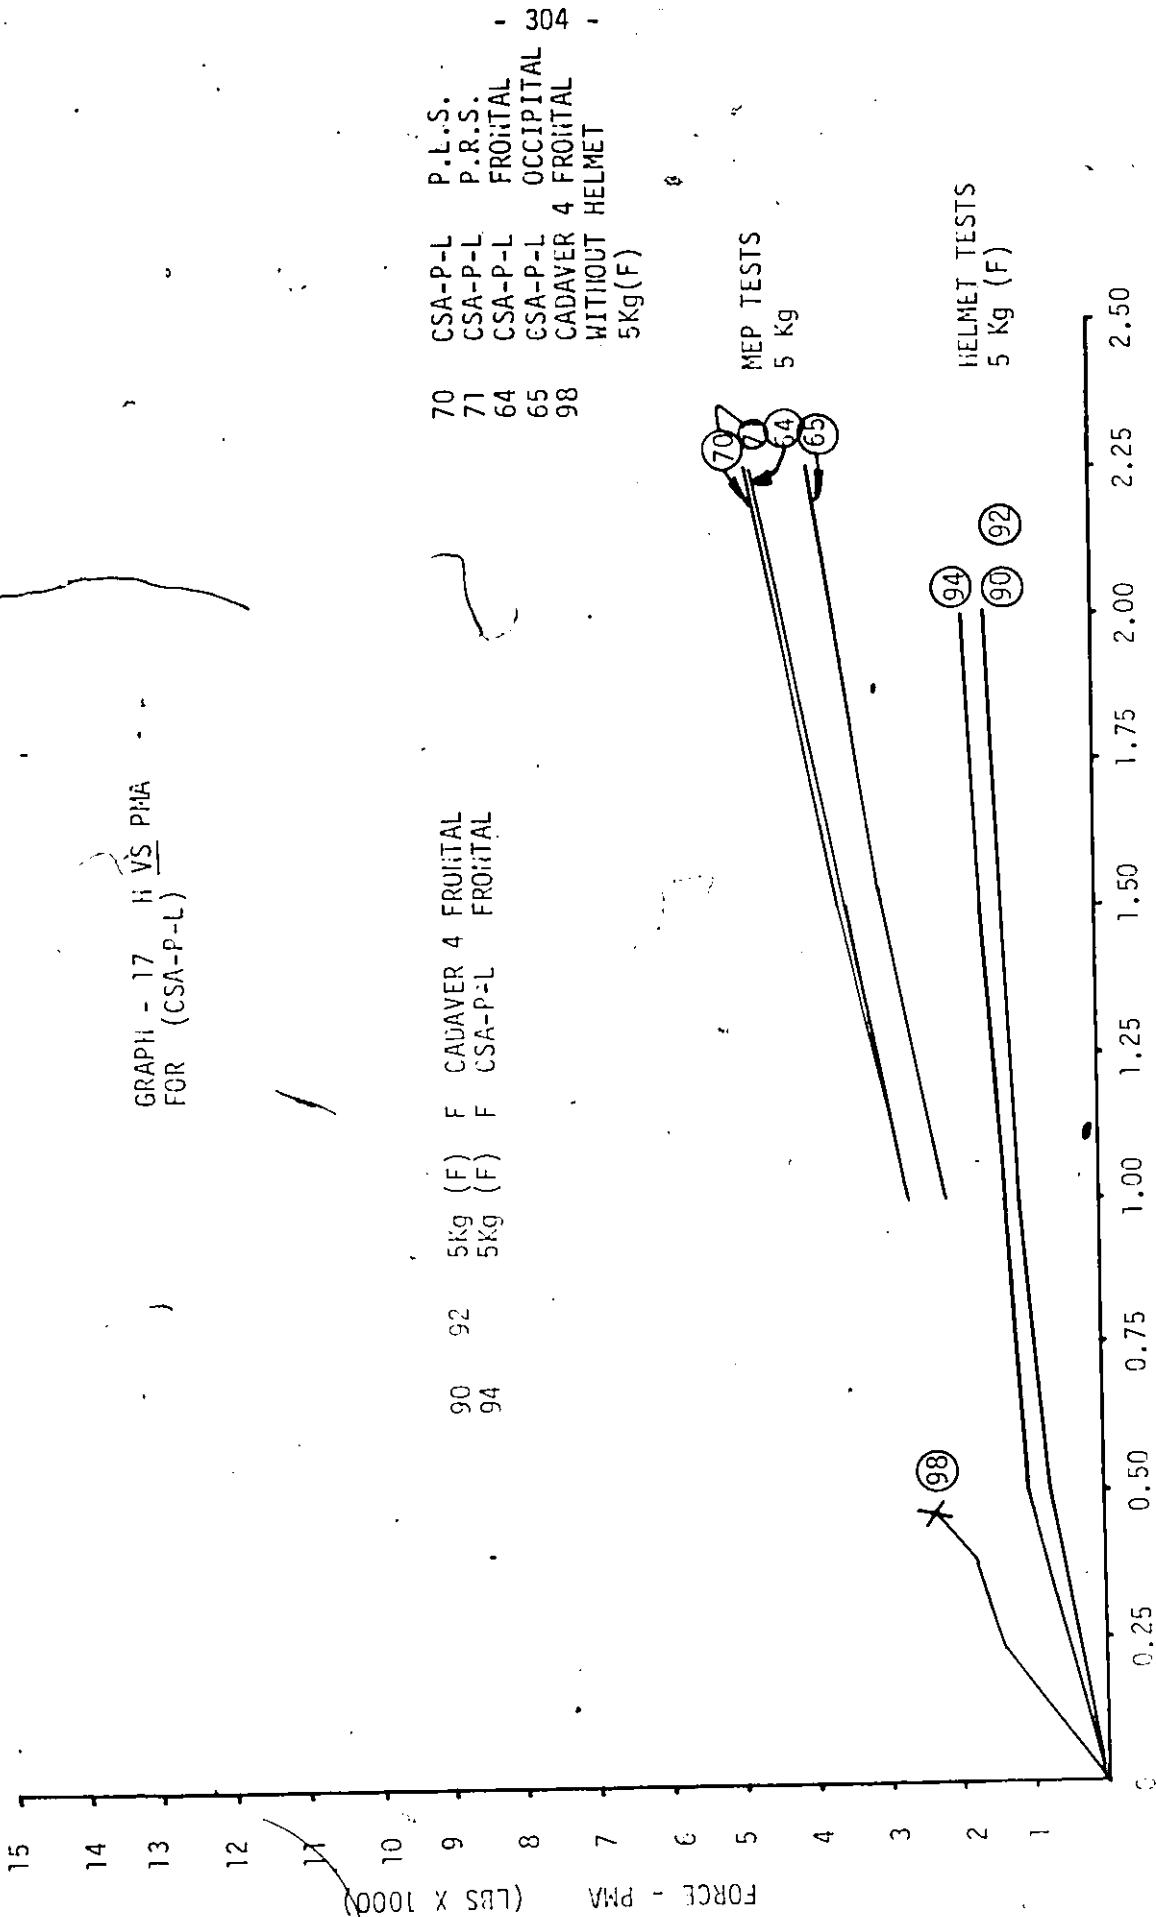 - 304 -
GRAPH - 17 H VS PMA
FOR (CSA-P-L)
70 CSA-P-L P.L.S.
71 CSA-P-L P.R.S.
64 CSA-P-L FRONTAL
65 CSA-P-L OCCIPITAL
98 CADAVER 4 FRONTAL
WITHOUT HELMET
5Kg(F)
90 92 5Kg (F) F CADAVER 4 FRONTAL
94 5Kg (F) F CSA-P-L FRONTAL
MEP TESTS
5 Kg
HELMET TESTS
5 Kg (F)
70
64
65
94
90
92
98
FORCE - PMA (LBS X 1000)
15
14
13
12
11
10
9
8
7
6
5
4
3
2
1
0 0.25 0.50 0.75 1.00 1.25 1.50 1.75 2.00 2.25 2.50